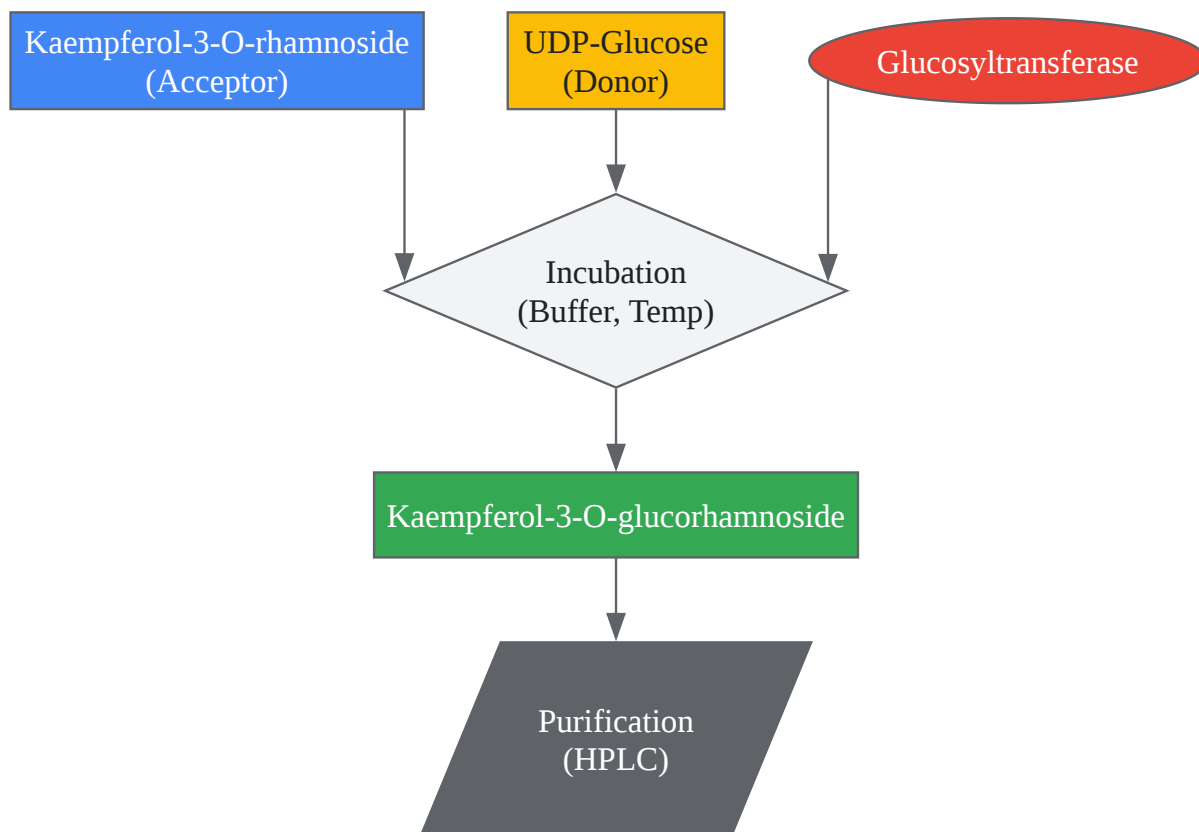 Kaempferol-3-O-rhamnoside
(Acceptor)
UDP-Glucose
(Donor)
Glucosyltransferase
Incubation
(Buffer, Temp)
Kaempferol-3-O-glucorhamnoside
Purification
(HPLC)